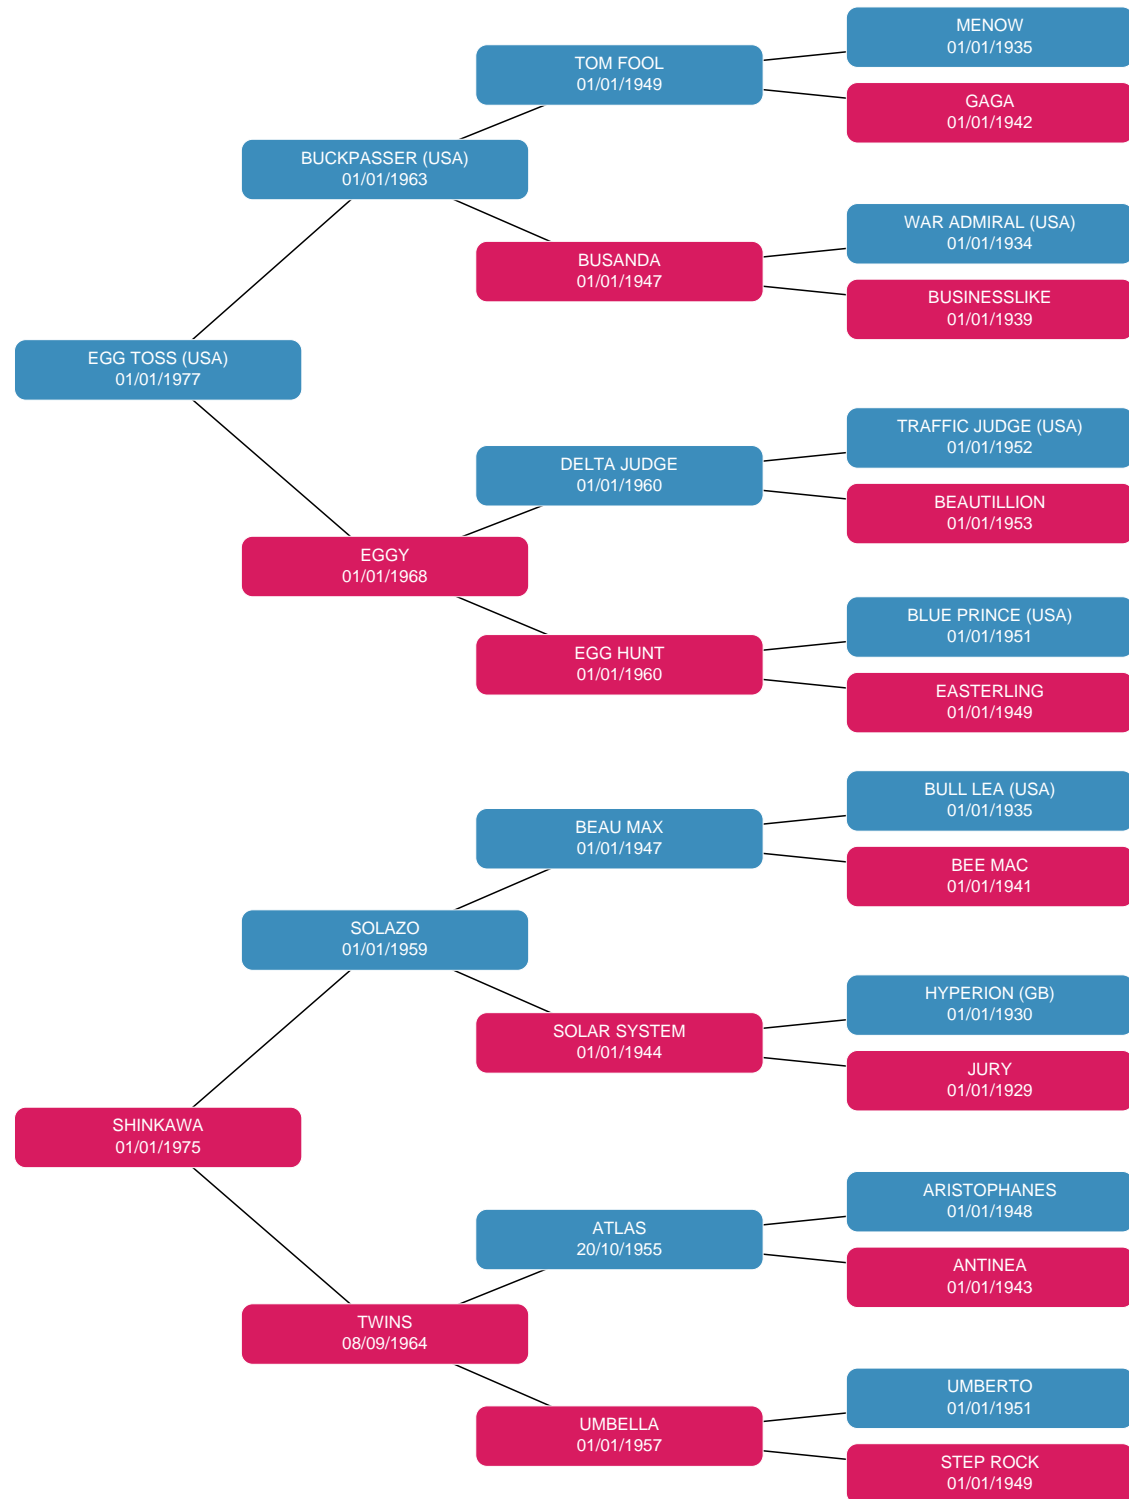 MENOW
01/01/1935
TOM FOOL
01/01/1949
GAGA
01/01/1942
BUCKPASSER (USA)
01/01/1963
WAR ADMIRAL (USA)
01/01/1934
BUSANDA
01/01/1947
BUSINESSLIKE
01/01/1939
EGG TOSS (USA)
01/01/1977
TRAFFIC JUDGE (USA)
01/01/1952
DELTA JUDGE
01/01/1960
BEAUTILLION
01/01/1953
EGGY
01/01/1968
BLUE PRINCE (USA)
01/01/1951
EGG HUNT
01/01/1960
EASTERLING
01/01/1949
BULL LEA (USA)
01/01/1935
BEAU MAX
01/01/1947
BEE MAC
01/01/1941
SOLAZO
01/01/1959
HYPERION (GB)
01/01/1930
SOLAR SYSTEM
01/01/1944
JURY
01/01/1929
SHINKAWA
01/01/1975
ARISTOPHANES
01/01/1948
ATLAS
20/10/1955
ANTINEA
01/01/1943
TWINS
08/09/1964
UMBERTO
01/01/1951
UMBELLA
01/01/1957
STEP ROCK
01/01/1949